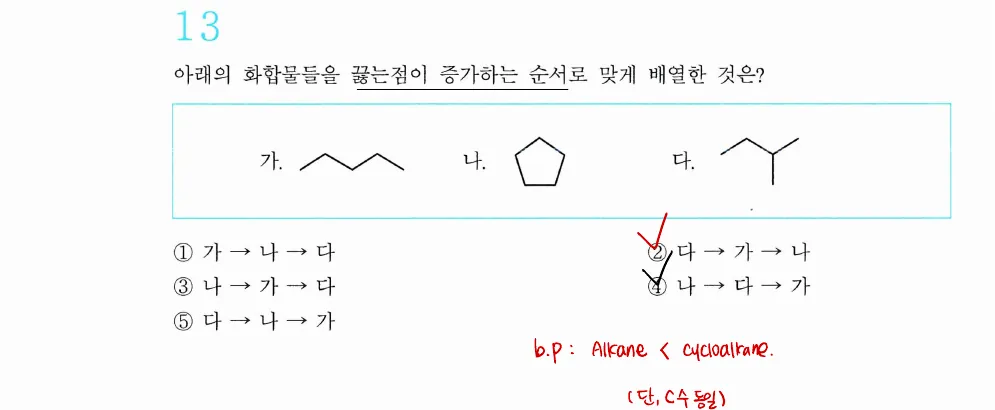 13
아래의 화합물들을 끓는점이 증가하는 순서로 맞게 배열한 것은?
가. 나. 다.
① 가 → 나 → 다 ② 다 → 가 → 나
③ 나 → 가 → 다 ④ 나 → 다 → 가
⑤ 다 → 나 → 가
b.p : Alkane < cycloalkane.
(단, C수 동일)